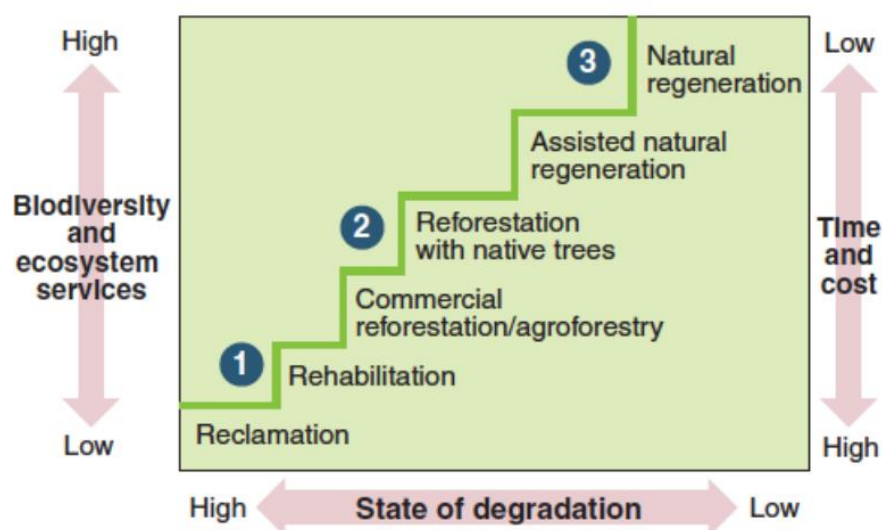 High
Biodiversity
and
ecosystem
services
Low
3
Natural
regeneration
Assisted natural
regeneration
2
Reforestation
with native trees
Commercial
reforestation/agroforestry
1
Rehabilitation
Reclamation
Low
Time
and
cost
High
High
State of degradation
Low